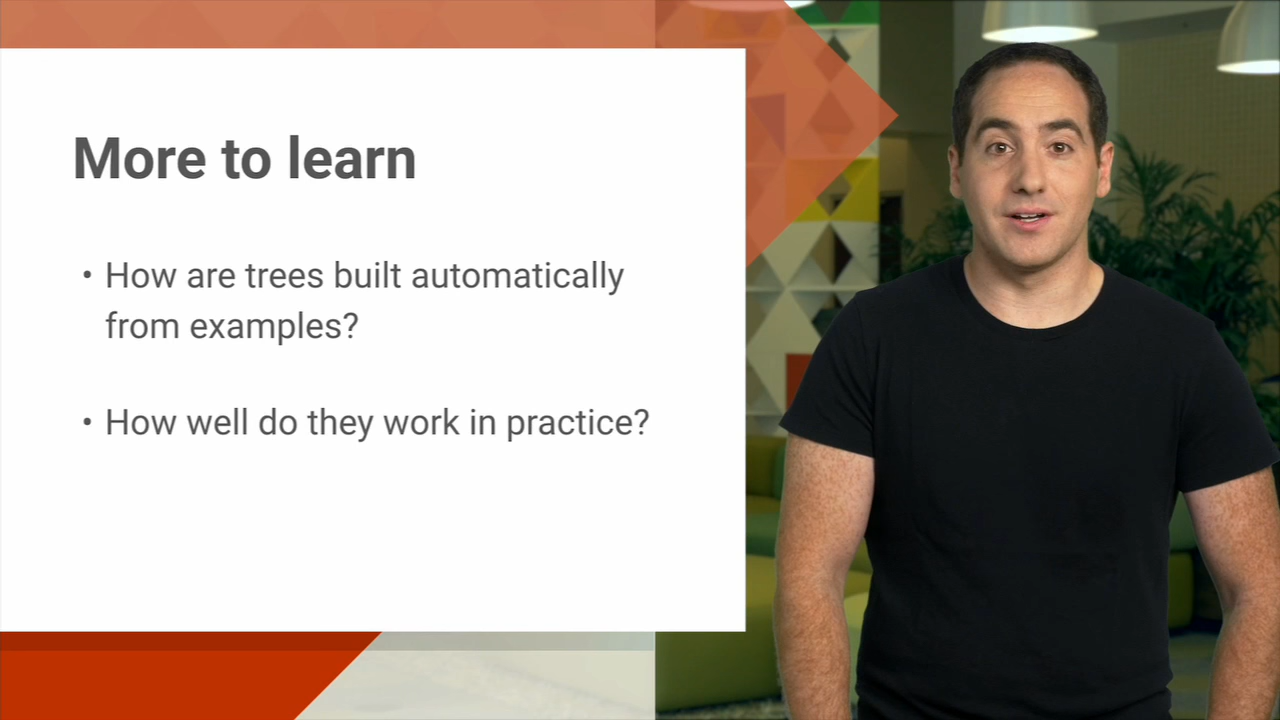 More to learn
• How are trees built automatically
from examples?
• How well do they work in practice?